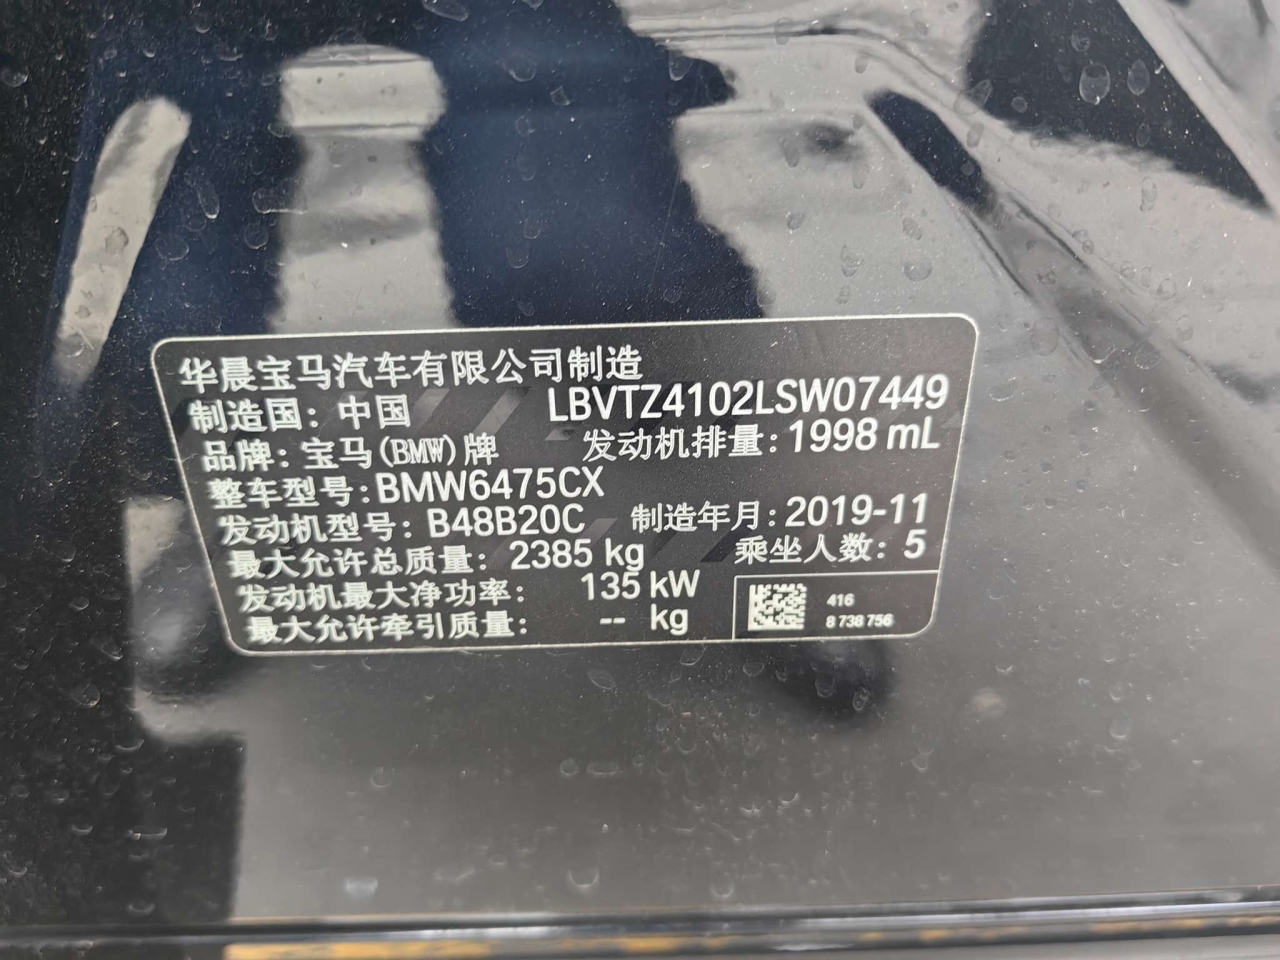 华晨宝马汽车有限公司制造
制造国：中国 LBVTZ4102LSW07449
品牌：宝马(BMW)牌 发动机排量：1998 mL
整车型号：BMW6475CX
发动机型号：B48B20C 制造年月：2019-11
最大允许总质量：2385 kg 乘坐人数：5
发动机最大净功率：135 kW
最大允许牵引质量：-- kg
416
8 738 756